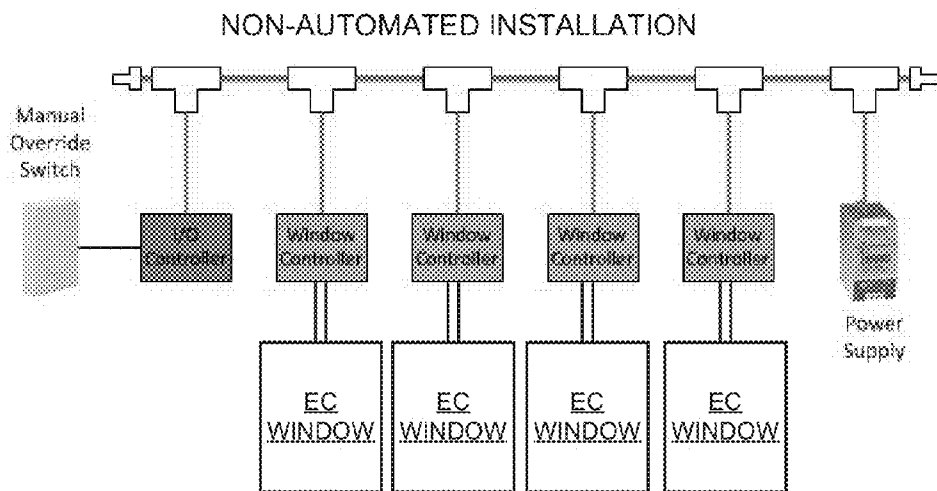 NON-AUTOMATED INSTALLATION
Manual
Override
Switch
I/O
Controller
Window
Controller
Window
Controller
Window
Controller
Window
Controller
Power
Supply
EC
WINDOW
EC
WINDOW
EC
WINDOW
EC
WINDOW